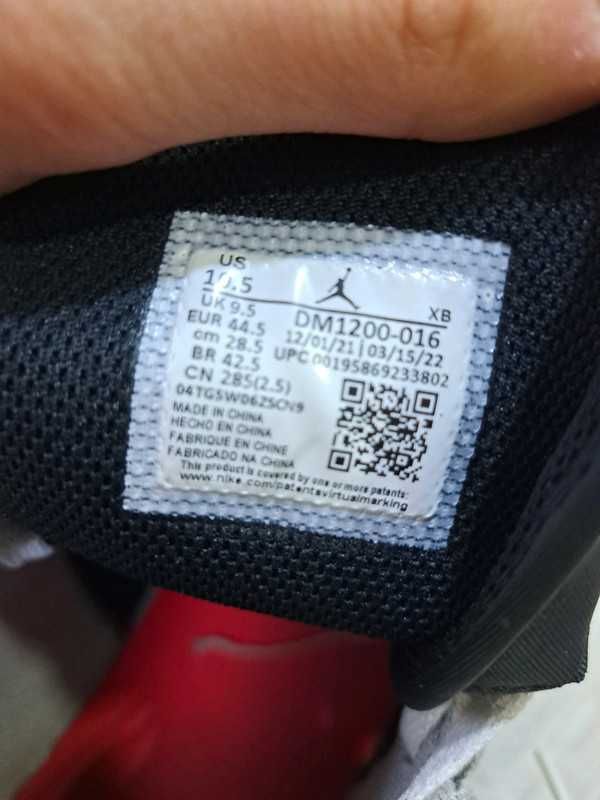 US
10.5
UK 9.5
EUR 44.5
cm 28.5
BR 42.5
CN 285(2.5)
XB
DM1200-016
12/01/21 | 03/15/22
UPC 00195869233802
MADE IN CHINA
HECHO EN CHINA
FABRIQUE EN CHINE
FABRICADO NA CHINA
This product is covered by one or more patents:
www.nike.com/patentsvirtualmarking